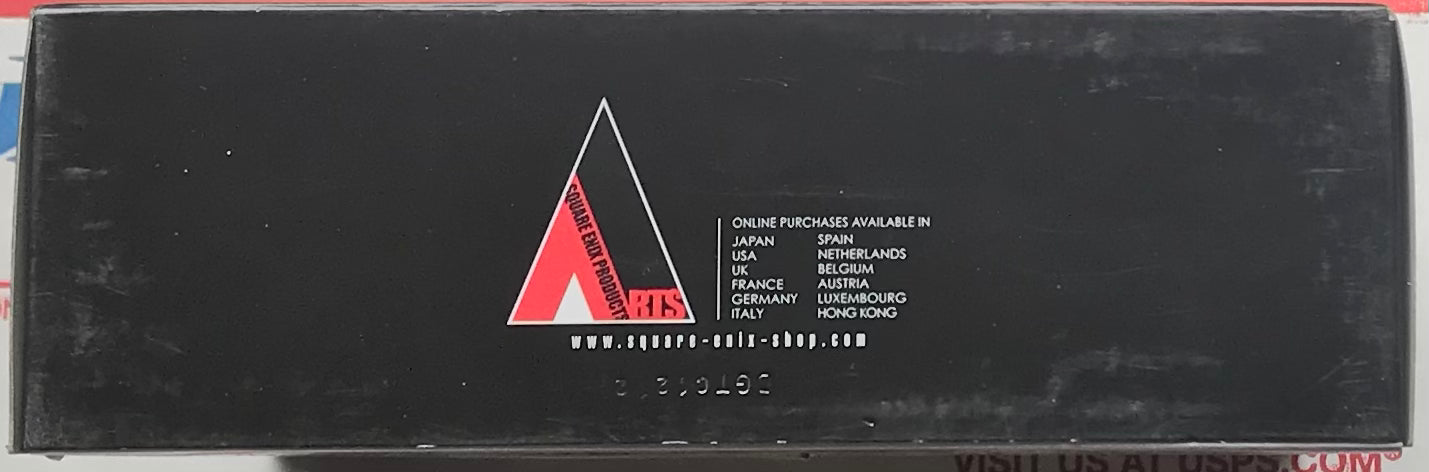 SQUARE ENIX PRODUCTS
ARTS
ONLINE PURCHASES AVAILABLE IN
JAPAN SPAIN
USA NETHERLANDS
UK BELGIUM
FRANCE AUSTRIA
GERMANY LUXEMBOURG
ITALY HONG KONG
www.square-enix-shop.com
VISIT US AT USPS.COM®